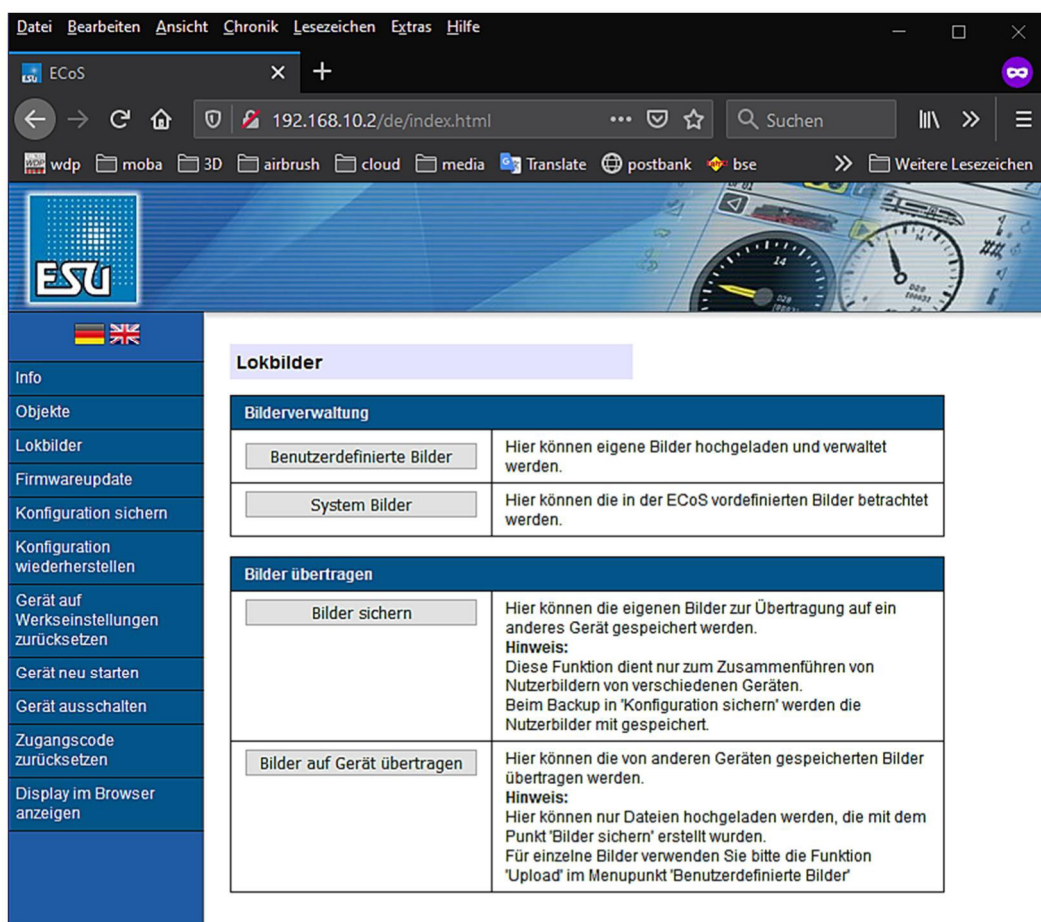 Datei Bearbeiten Ansicht Chronik Lesezeichen Extras Hilfe
ECoS
192.168.10.2/de/index.html
Suchen
wdp moba 3D airbrush cloud media Translate postbank bse Weitere Lesezeichen
ESU
14
Lokbilder
Info
Objekte
Lokbilder
Firmwareupdate
Konfiguration sichern
Konfiguration
wiederherstellen
Gerät auf
Werkseinstellungen
zurücksetzen
Gerät neu starten
Gerät ausschalten
Zugangscode
zurücksetzen
Display im Browser
anzeigen
Bilderverwaltung
Benutzerdefinierte Bilder
Hier können eigene Bilder hochgeladen und verwaltet
werden.
System Bilder
Hier können die in der ECoS vordefinierten Bilder betrachtet
werden.
Bilder übertragen
Bilder sichern
Hier können die eigenen Bilder zur Übertragung auf ein
anderes Gerät gespeichert werden.
Hinweis:
Diese Funktion dient nur zum Zusammenführen von
Nutzerbildern von verschiedenen Geräten.
Beim Backup in 'Konfiguration sichern' werden die
Nutzerbilder mit gespeichert.
Bilder auf Gerät übertragen
Hier können die von anderen Geräten gespeicherten Bilder
übertragen werden.
Hinweis:
Hier können nur Dateien hochgeladen werden, die mit dem
Punkt 'Bilder sichern' erstellt wurden.
Für einzelne Bilder verwenden Sie bitte die Funktion
'Upload' im Menupunkt 'Benutzerdefinierte Bilder'